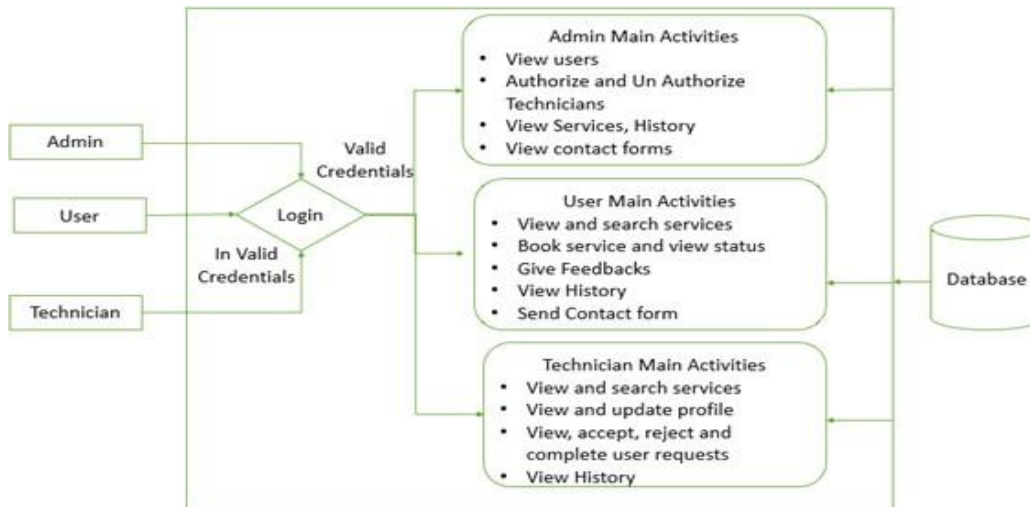 Admin
User
Technician
Login
Valid
Credentials
In Valid
Credentials
Admin Main Activities
• View users
• Authorize and Un Authorize
Technicians
• View Services, History
• View contact forms
User Main Activities
• View and search services
• Book service and view status
• Give Feedbacks
• View History
• Send Contact form
Technician Main Activities
• View and search services
• View and update profile
• View, accept, reject and
complete user requests
• View History
Database